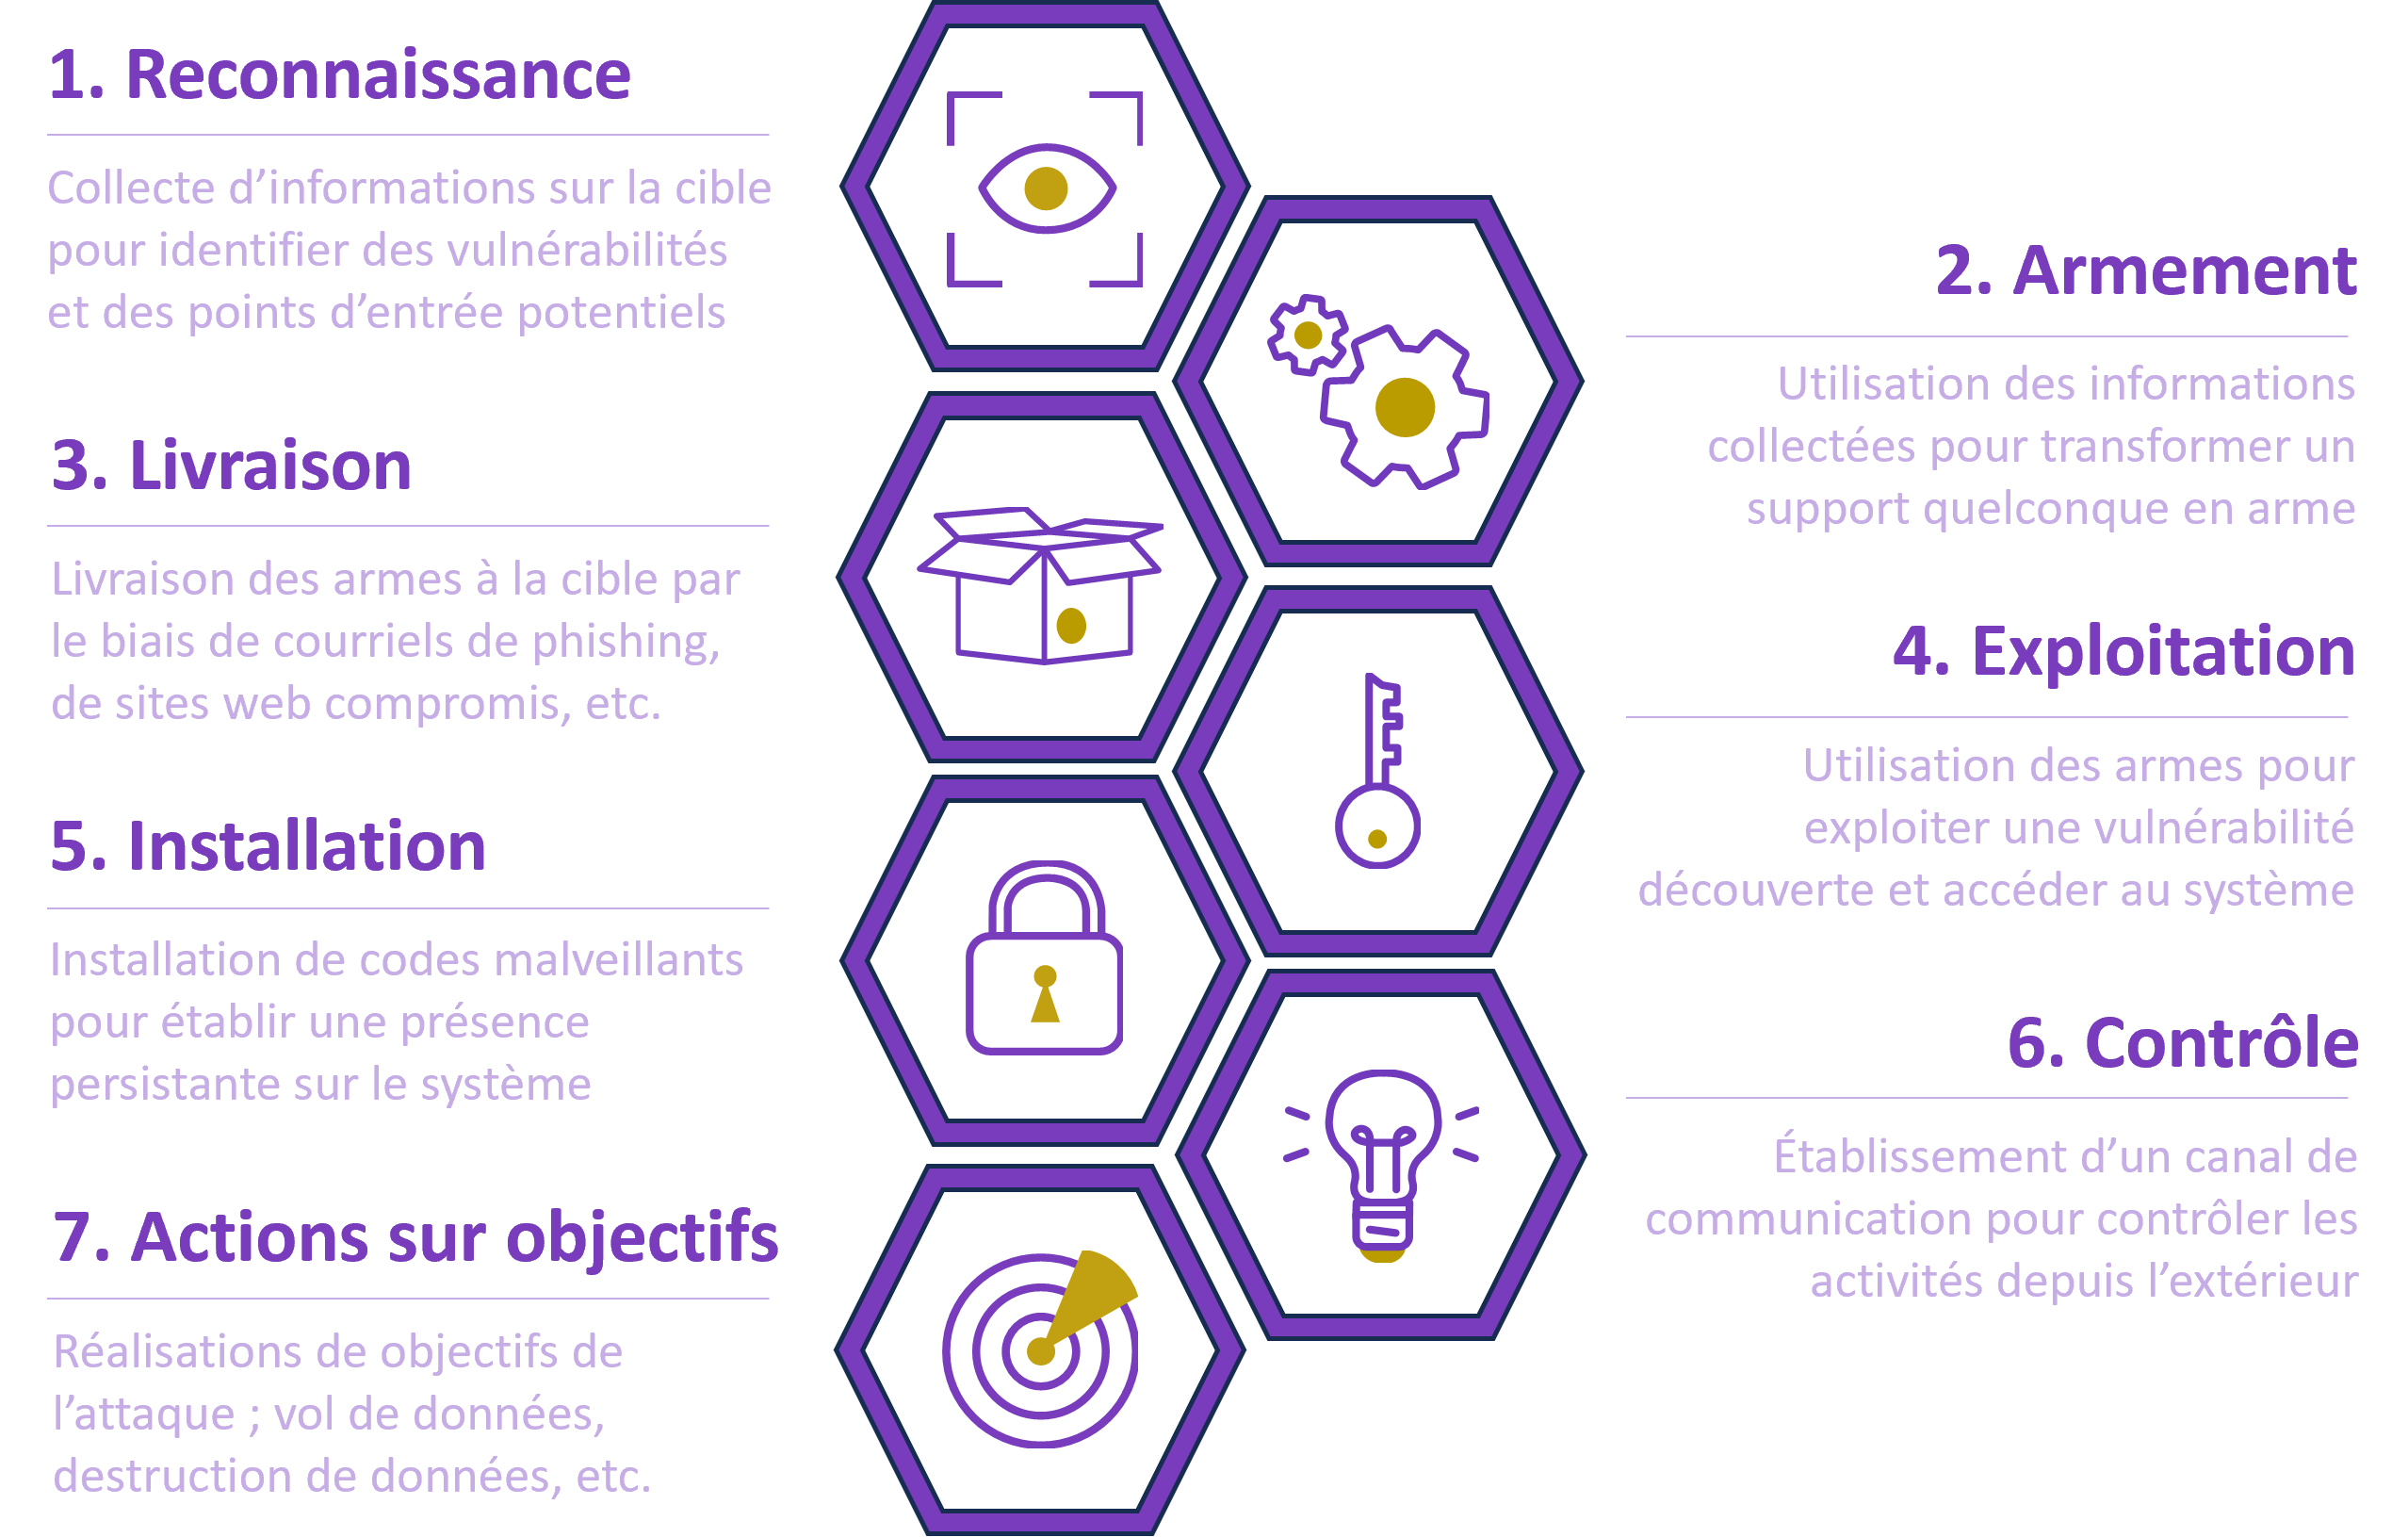 1. Reconnaissance
Collecte d’informations sur la cible
pour identifier des vulnérabilités
et des points d’entrée potentiels
2. Armement
Utilisation des informations
collectées pour transformer un
support quelconque en arme
3. Livraison
Livraison des armes à la cible par
le biais de courriels de phishing,
de sites web compromis, etc.
4. Exploitation
Utilisation des armes pour
exploiter une vulnérabilité
découverte et accéder au système
5. Installation
Installation de codes malveillants
pour établir une présence
persistante sur le système
6. Contrôle
Établissement d’un canal de
communication pour contrôler les
activités depuis l’extérieur
7. Actions sur objectifs
Réalisations de objectifs de
l’attaque ; vol de données,
destruction de données, etc.